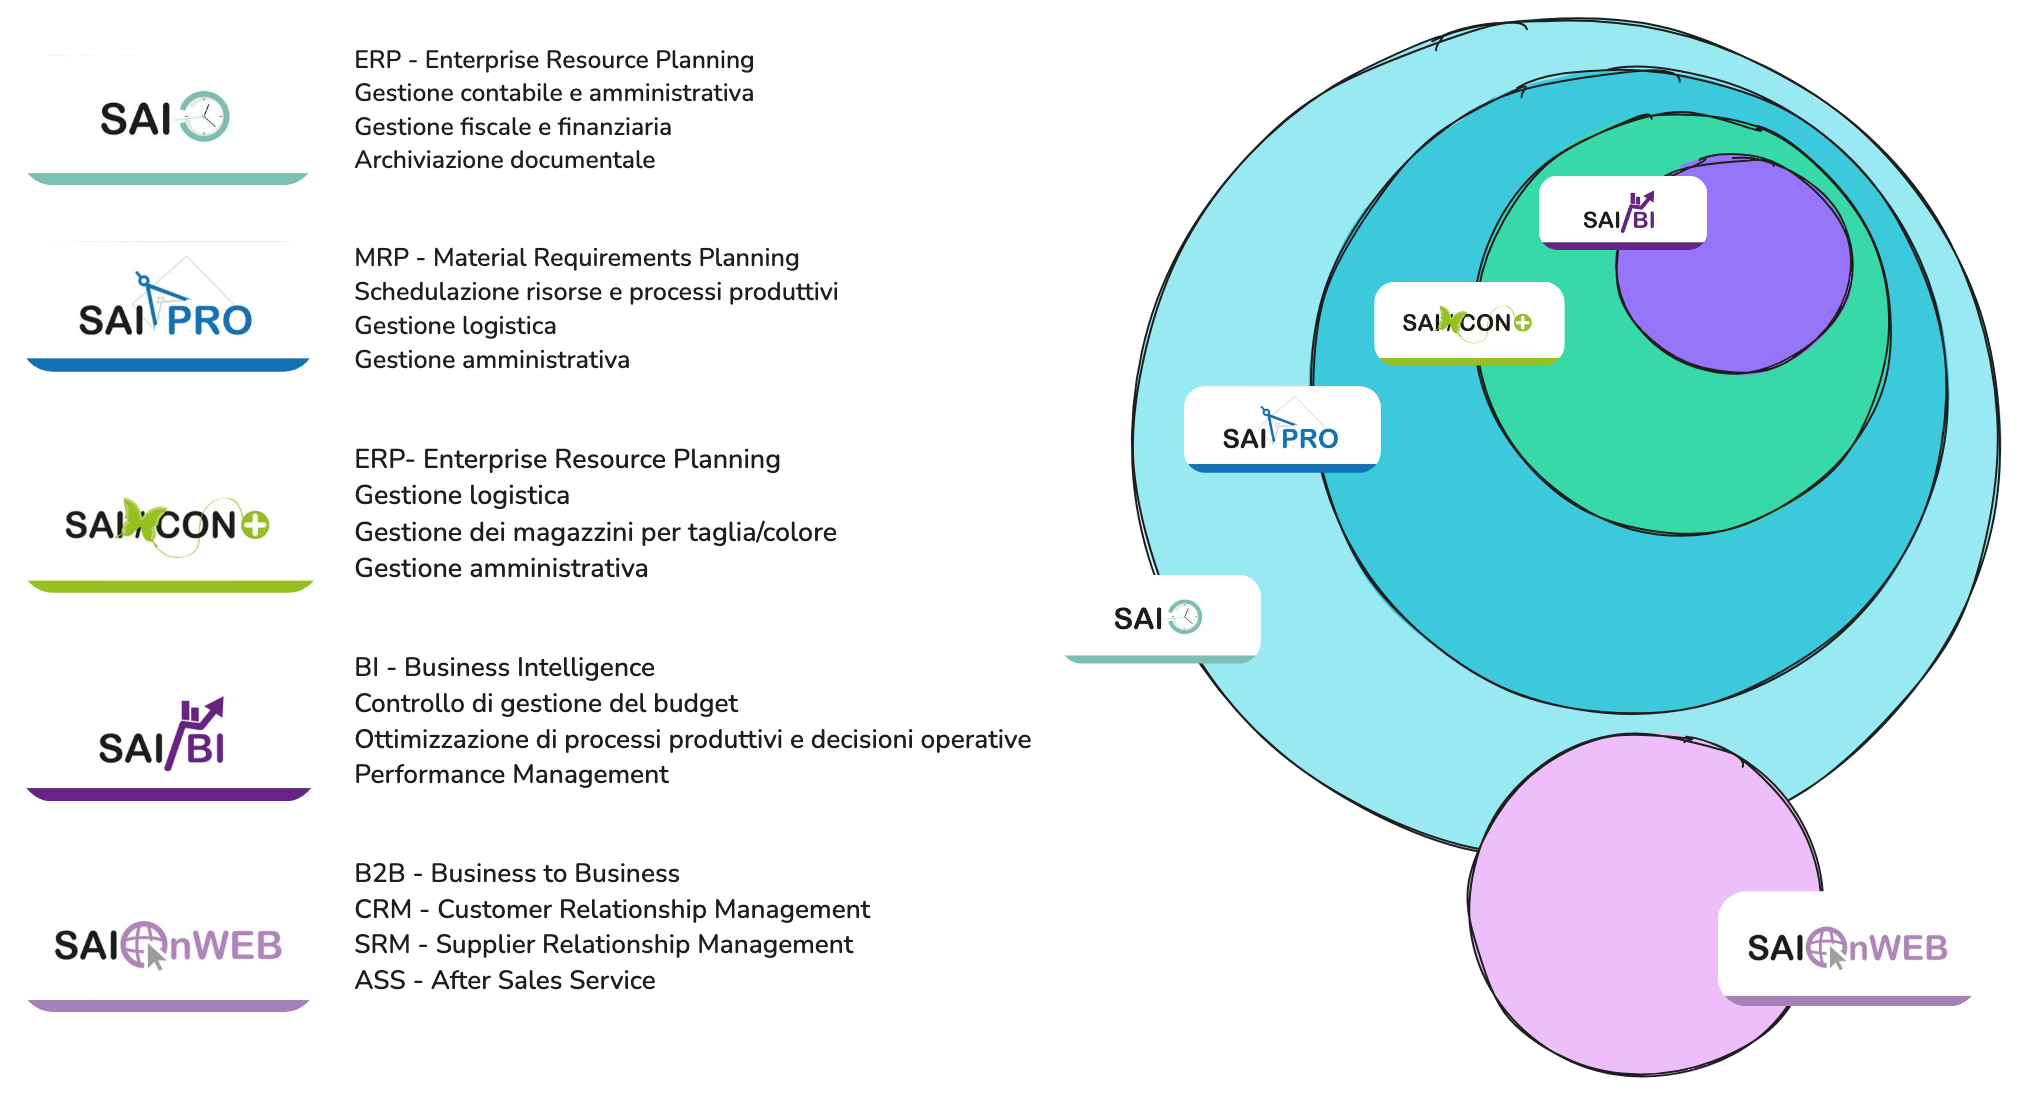 SAI
ERP - Enterprise Resource Planning
Gestione contabile e amministrativa
Gestione fiscale e finanziaria
Archiviazione documentale
SAI PRO
MRP - Material Requirements Planning
Schedulazione risorse e processi produttivi
Gestione logistica
Gestione amministrativa
SAI CON+
ERP- Enterprise Resource Planning
Gestione logistica
Gestione dei magazzini per taglia/colore
Gestione amministrativa
SAI/BI
BI - Business Intelligence
Controllo di gestione del budget
Ottimizzazione di processi produttivi e decisioni operative
Performance Management
SAI OnWEB
B2B - Business to Business
CRM - Customer Relationship Management
SRM - Supplier Relationship Management
ASS - After Sales Service
SAI/BI
SAI CON+
SAI PRO
SAI
SAI OnWEB